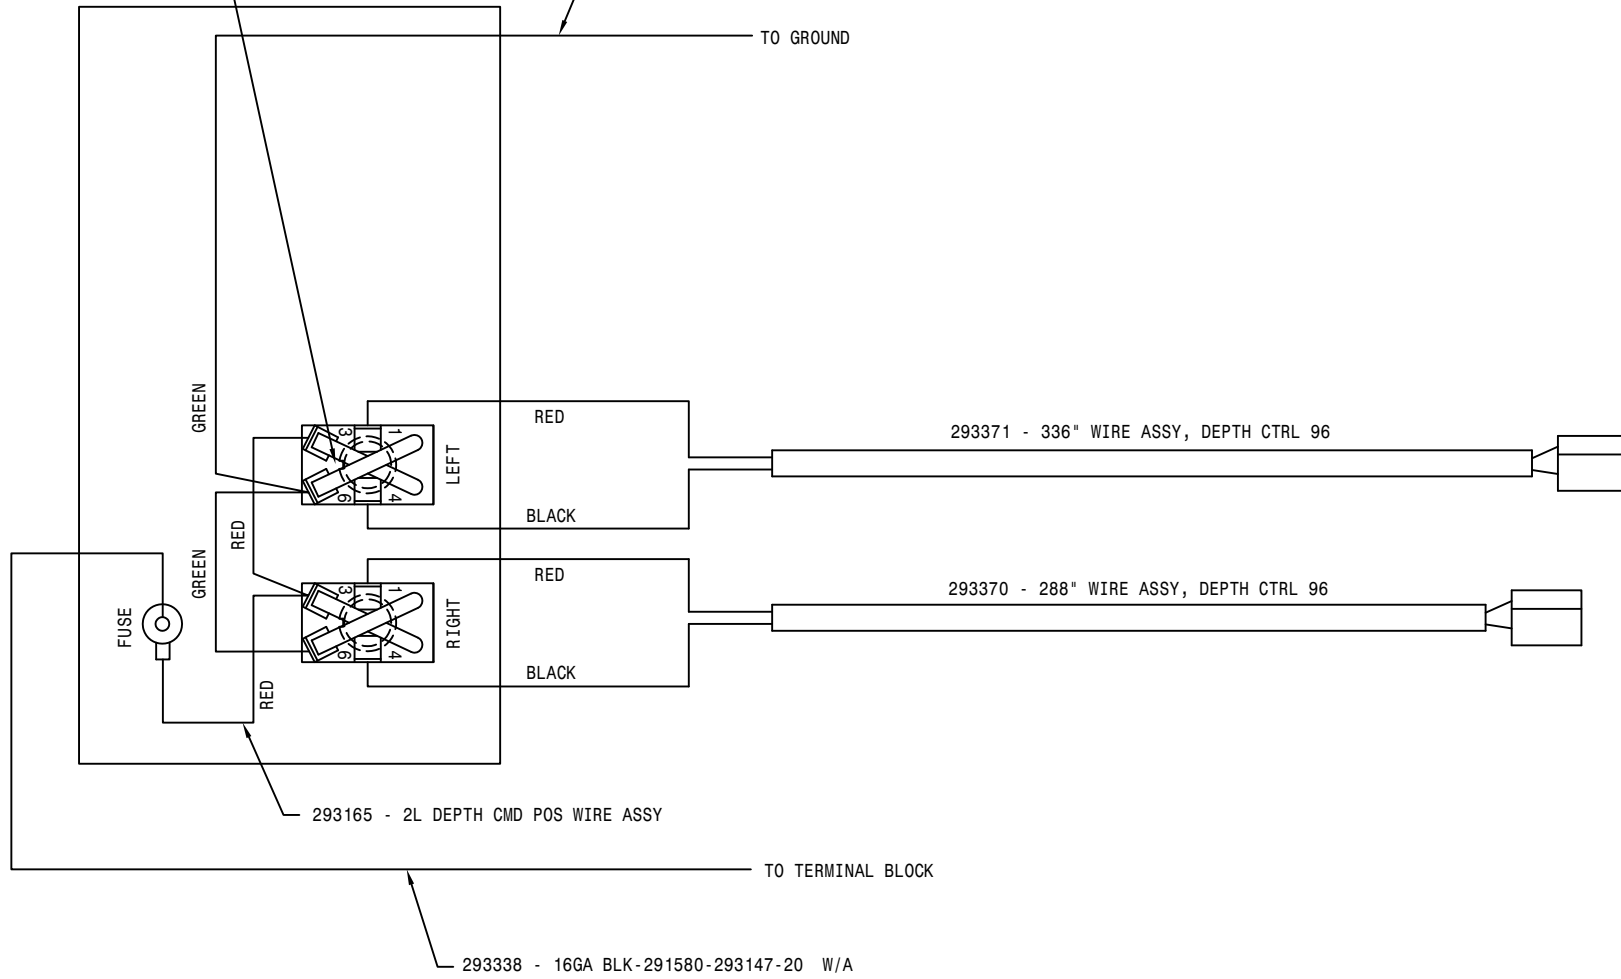 TO GROUND
GREEN
RED
3 1
6 4
LEFT
293371 - 336" WIRE ASSY, DEPTH CTRL 96
BLACK
RED
GREEN
RED
3 1
6 4
RIGHT
293370 - 288" WIRE ASSY, DEPTH CTRL 96
FUSE
BLACK
RED
293165 - 2L DEPTH CMD POS WIRE ASSY
TO TERMINAL BLOCK
293338 - 16GA BLK-291580-293147-20 W/A